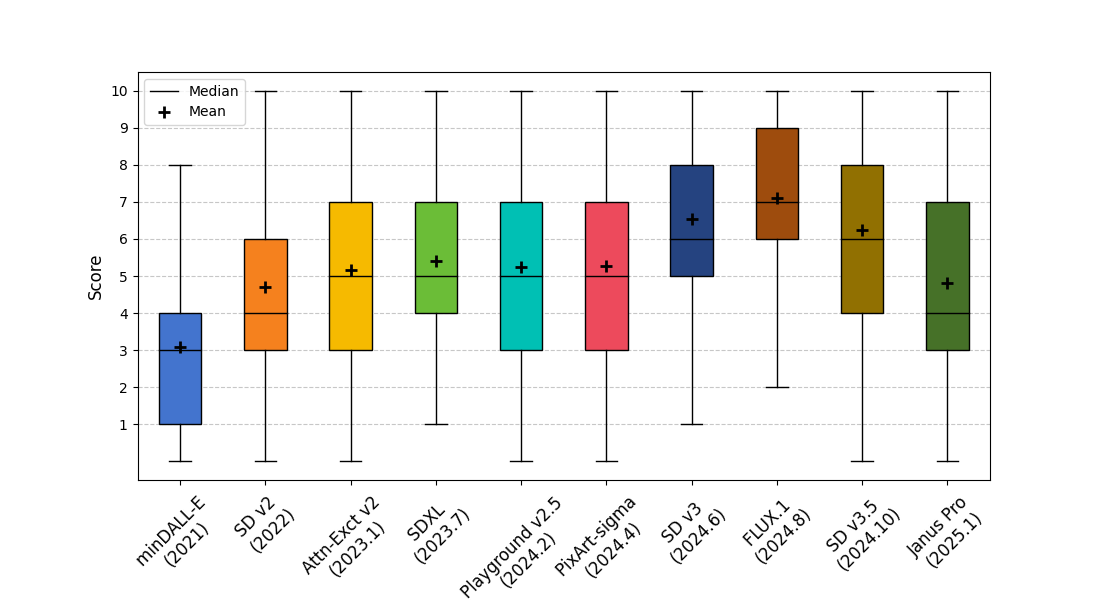 Median
Mean
Score
10
9
8
7
6
5
4
3
2
1
minDALL-E
(2021)
SD v2
(2022)
Attn-Exct v2
(2023.1)
SDXL
(2023.7)
Playground v2.5
(2024.2)
PixArt-sigma
(2024.4)
SD v3
(2024.6)
FLUX.1
(2024.8)
SD v3.5
(2024.10)
Janus Pro
(2025.1)